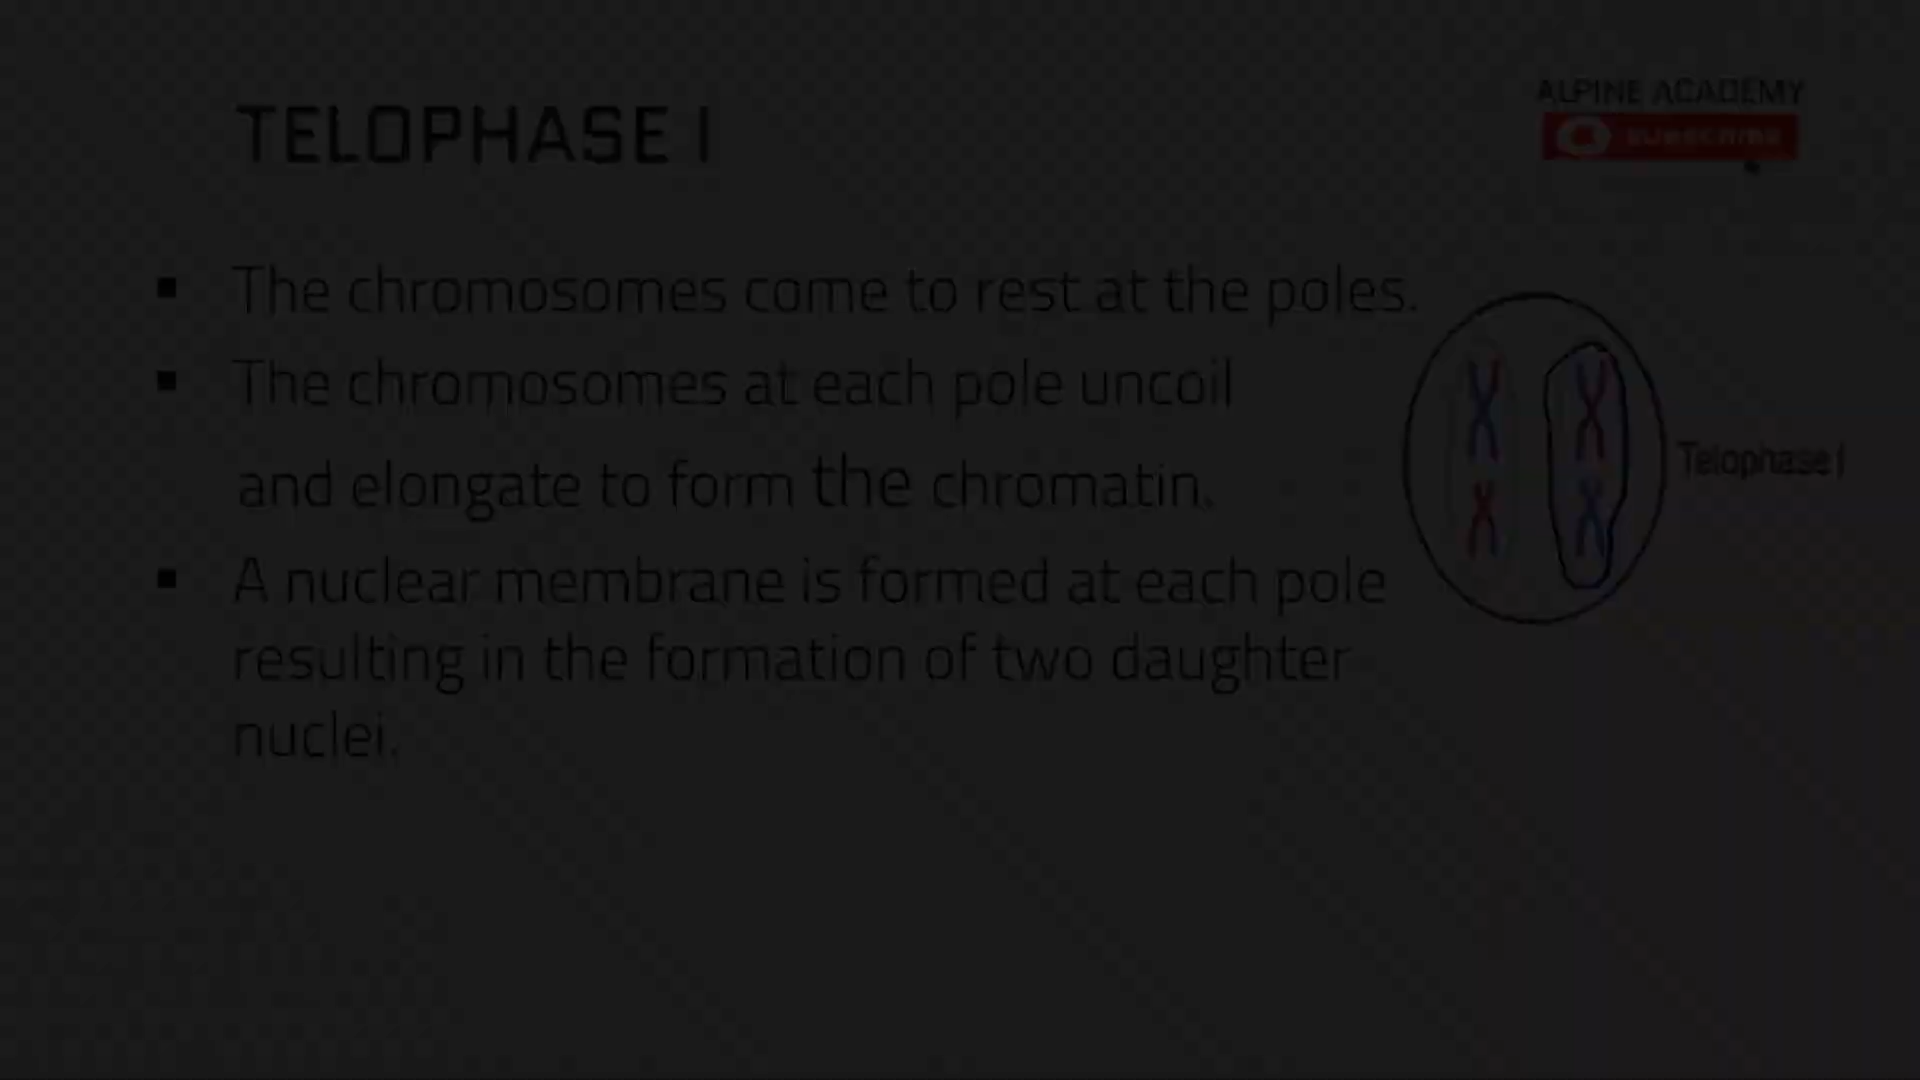 TELOPHASE I
ALPINE ACADEMY
SUBSCRIBE
▪ The chromosomes come to rest at the poles.
▪ The chromosomes at each pole uncoil
and elongate to form the chromatin.
▪ A nuclear membrane is formed at each pole
resulting in the formation of two daughter
nuclei.
Telophase I